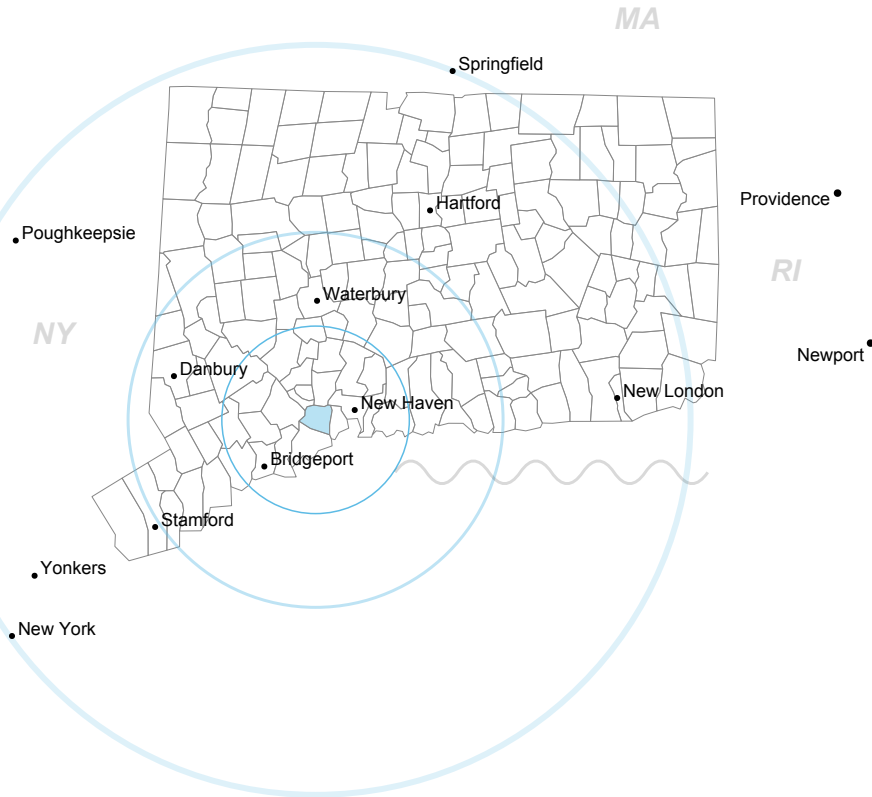 MA
Springfield
Providence
Hartford
Poughkeepsie
RI
Waterbury
NY
Newport
Danbury
New London
New Haven
Bridgeport
Stamford
Yonkers
New York